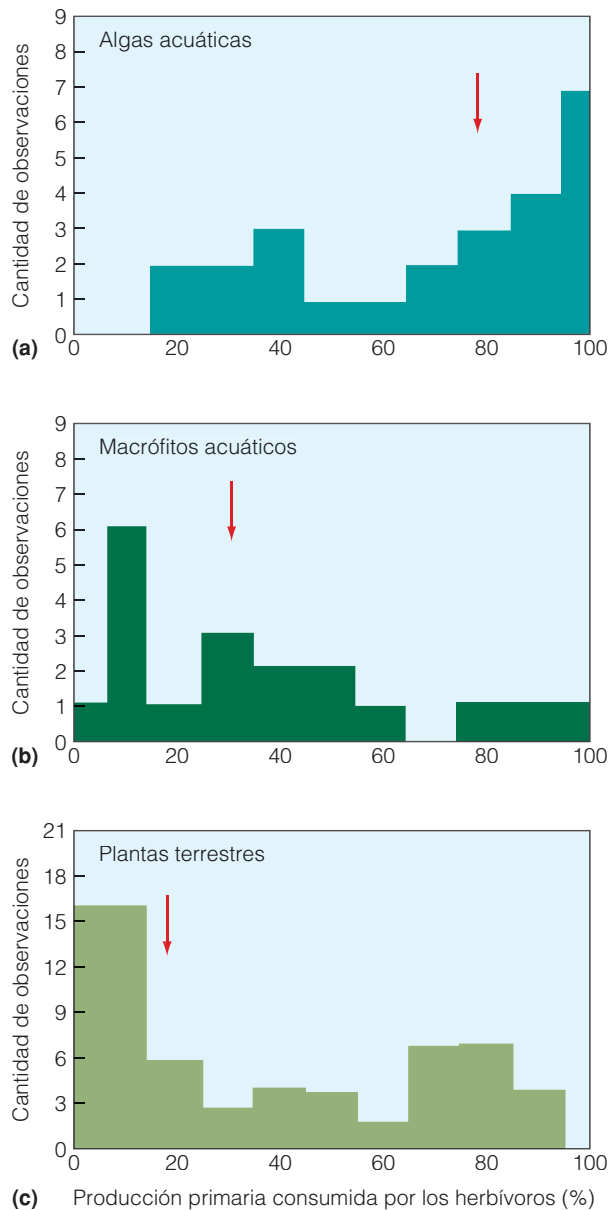 9
Algas acuáticas
8
7
6
5
4
3
2
1
0
Cantidad de observaciones
(a)
0 20 40 60 80 100
9
Macrófitos acuáticos
8
7
6
5
4
3
2
1
0
Cantidad de observaciones
(b)
0 20 40 60 80 100
21
Plantas terrestres
18
15
12
9
6
3
0
Cantidad de observaciones
0 20 40 60 80 100
(c) Producción primaria consumida por los herbívoros (%)